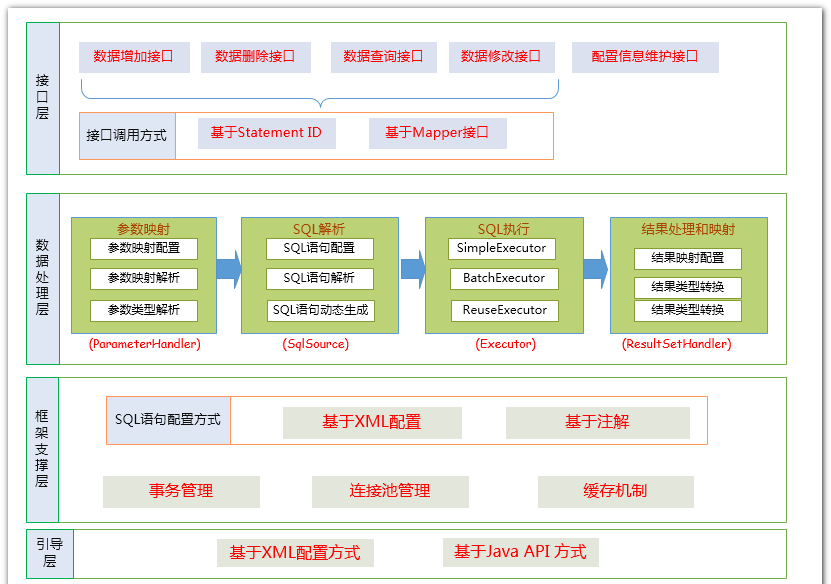 接口层
数据增加接口
数据删除接口
数据查询接口
数据修改接口
配置信息维护接口
接口调用方式
基于Statement ID
基于Mapper接口
数据处理层
参数映射
参数映射配置
参数映射解析
参数类型解析
(ParameterHandler)
SQL解析
SQL语句配置
SQL语句解析
SQL语句动态生成
(SqlSource)
SQL执行
SimpleExecutor
BatchExecutor
ReuseExecutor
(Executor)
结果处理和映射
结果映射配置
结果类型转换
结果类型转换
(ResultSetHandler)
框架支撑层
SQL语句配置方式
基于XML配置
基于注解
事务管理
连接池管理
缓存机制
引导层
基于XML配置方式
基于Java API 方式